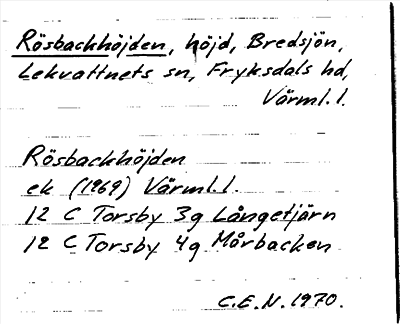 Rösbackhöjden, höjd, Bredsjön,
Lekvattnets sn, Fryksdals hd,
Värml. l.
Rösbackhöjden
ek (1969) Värml. l.
12 C Torsby 3g Långetjärn
12 C Torsby 4g Mårbacken
C.E.N. 1970.